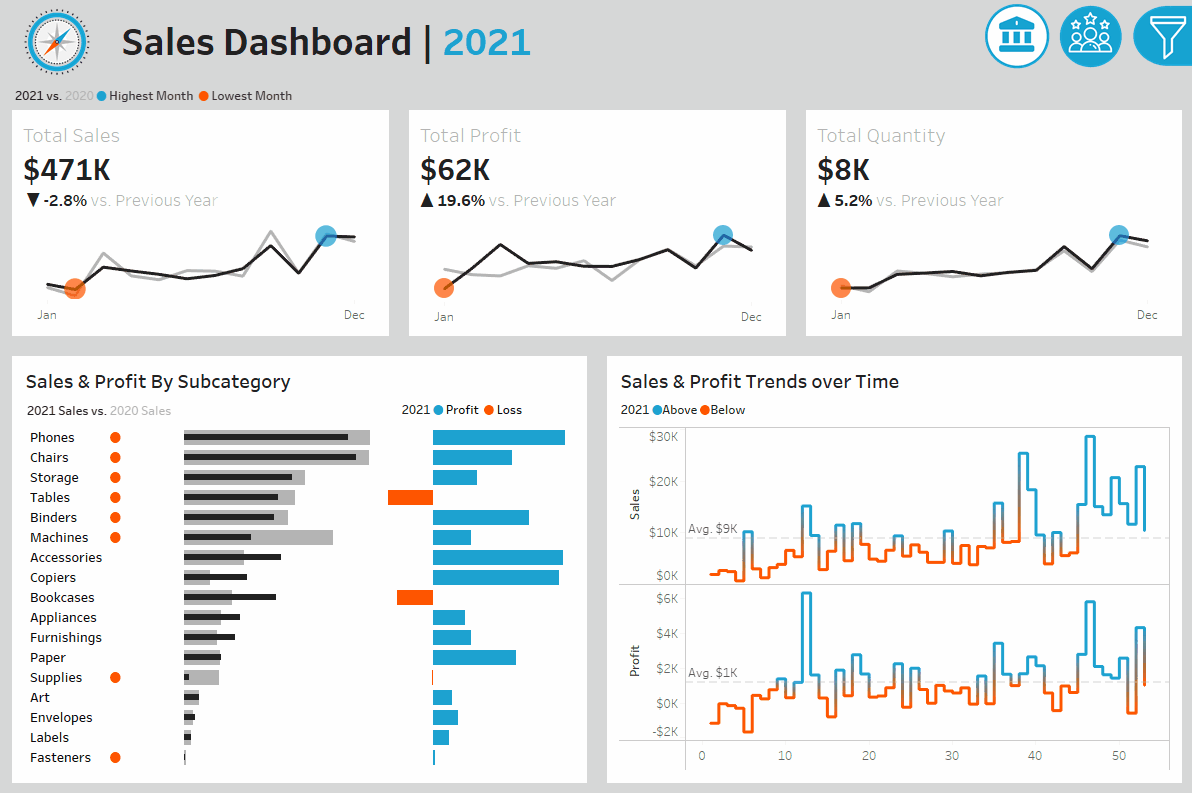 Sales Dashboard | 2021
2021 vs. 2020 Highest Month Lowest Month
Total Sales
$471K
▼ -2.8% vs. Previous Year
Jan Dec
Total Profit
$62K
▲ 19.6% vs. Previous Year
Jan Dec
Total Quantity
$8K
▲ 5.2% vs. Previous Year
Jan Dec
Sales & Profit By Subcategory
2021 Sales vs. 2020 Sales
2021 Profit Loss
Phones
Chairs
Storage
Tables
Binders
Machines
Accessories
Copiers
Bookcases
Appliances
Furnishings
Paper
Supplies
Art
Envelopes
Labels
Fasteners
Sales & Profit Trends over Time
2021 Above Below
Sales
$30K
$20K
Avg. $9K
$10K
$0K
Profit
$6K
$4K
$2K
Avg. $1K
$0K
-$2K
0 10 20 30 40 50